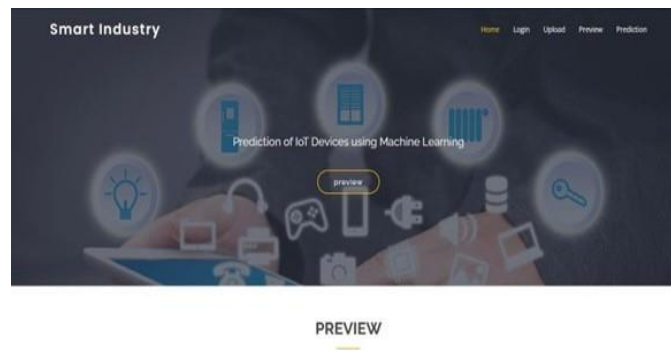 Smart Industry
Home Login Upload Preview Prediction
Prediction of IoT Devices using Machine Learning
preview
PREVIEW